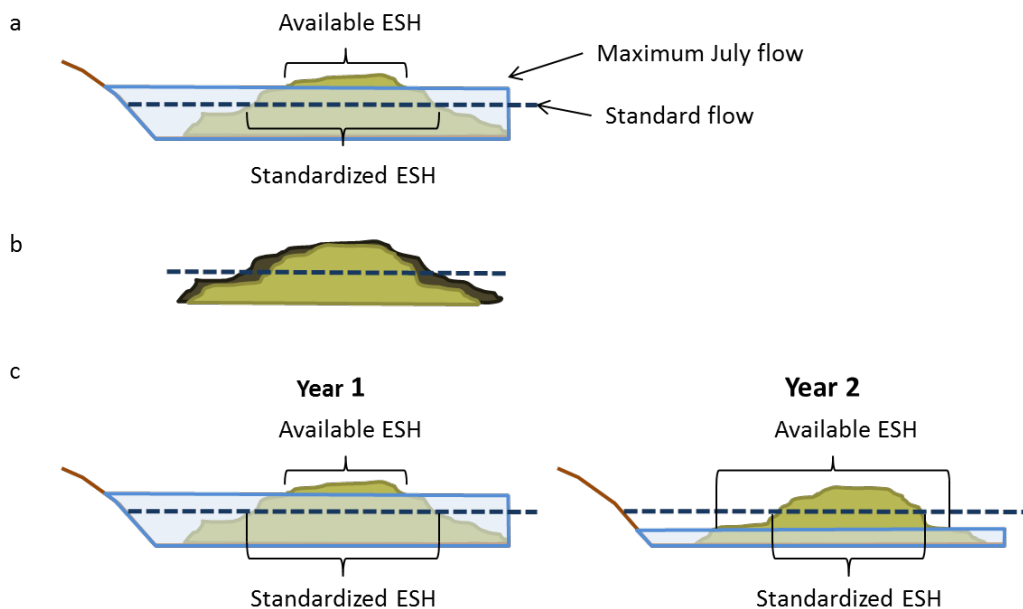 a
Available ESH
Maximum July flow
Standard flow
Standardized ESH
b
c
Year 1
Year 2
Available ESH
Available ESH
Standardized ESH
Standardized ESH